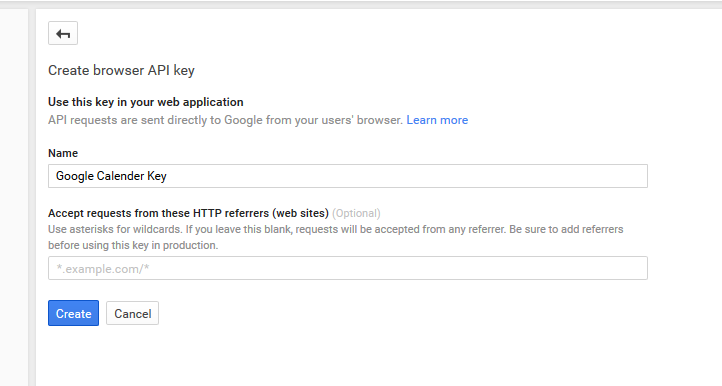 Create browser API key
Use this key in your web application
API requests are sent directly to Google from your users' browser. Learn more
Name
Google Calender Key
Accept requests from these HTTP referrers (web sites) (Optional)
Use asterisks for wildcards. If you leave this blank, requests will be accepted from any referrer. Be sure to add referrers
before using this key in production.
*.example.com/*
Create Cancel